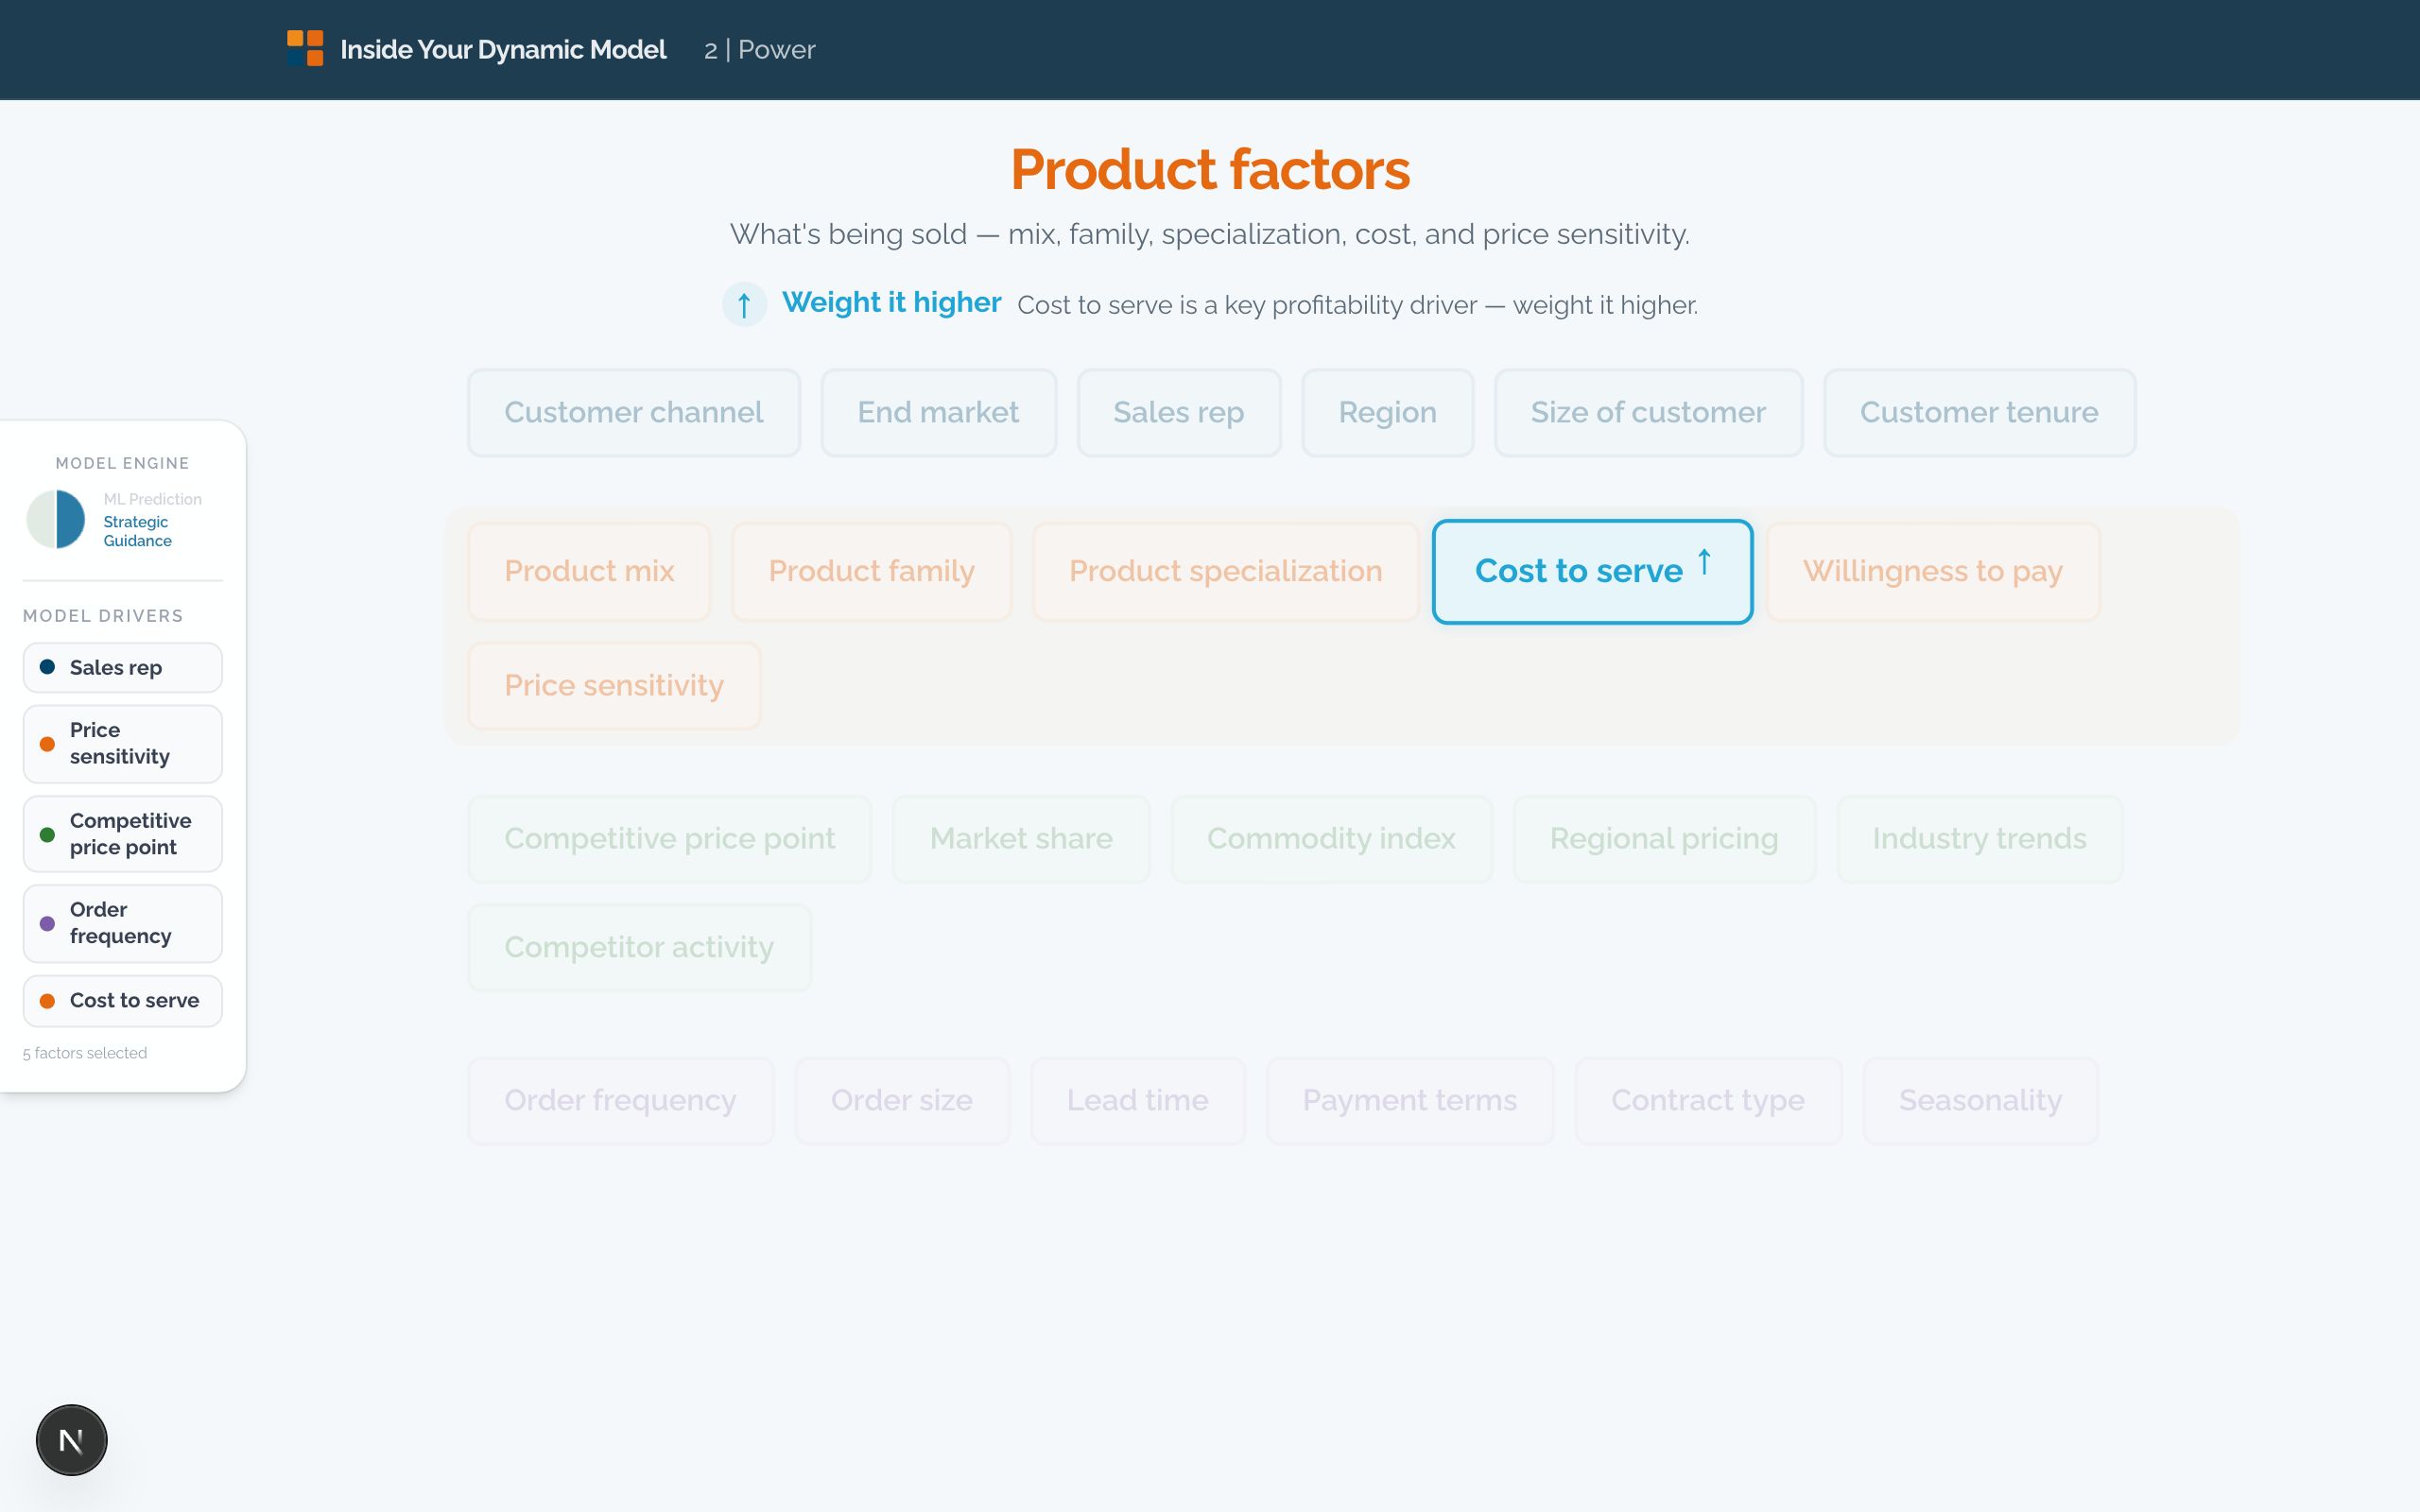 Inside Your Dynamic Model 2 | Power
Product factors
What's being sold — mix, family, specialization, cost, and price sensitivity.
↑ Weight it higher Cost to serve is a key profitability driver — weight it higher.
Customer channel End market Sales rep Region Size of customer Customer tenure
Product mix Product family Product specialization Cost to serve ↑ Willingness to pay
Price sensitivity
Competitive price point Market share Commodity index Regional pricing Industry trends
Competitor activity
Order frequency Order size Lead time Payment terms Contract type Seasonality
MODEL ENGINE
ML Prediction
Strategic
Guidance
MODEL DRIVERS
Sales rep
Price
sensitivity
Competitive
price point
Order
frequency
Cost to serve
5 factors selected
N